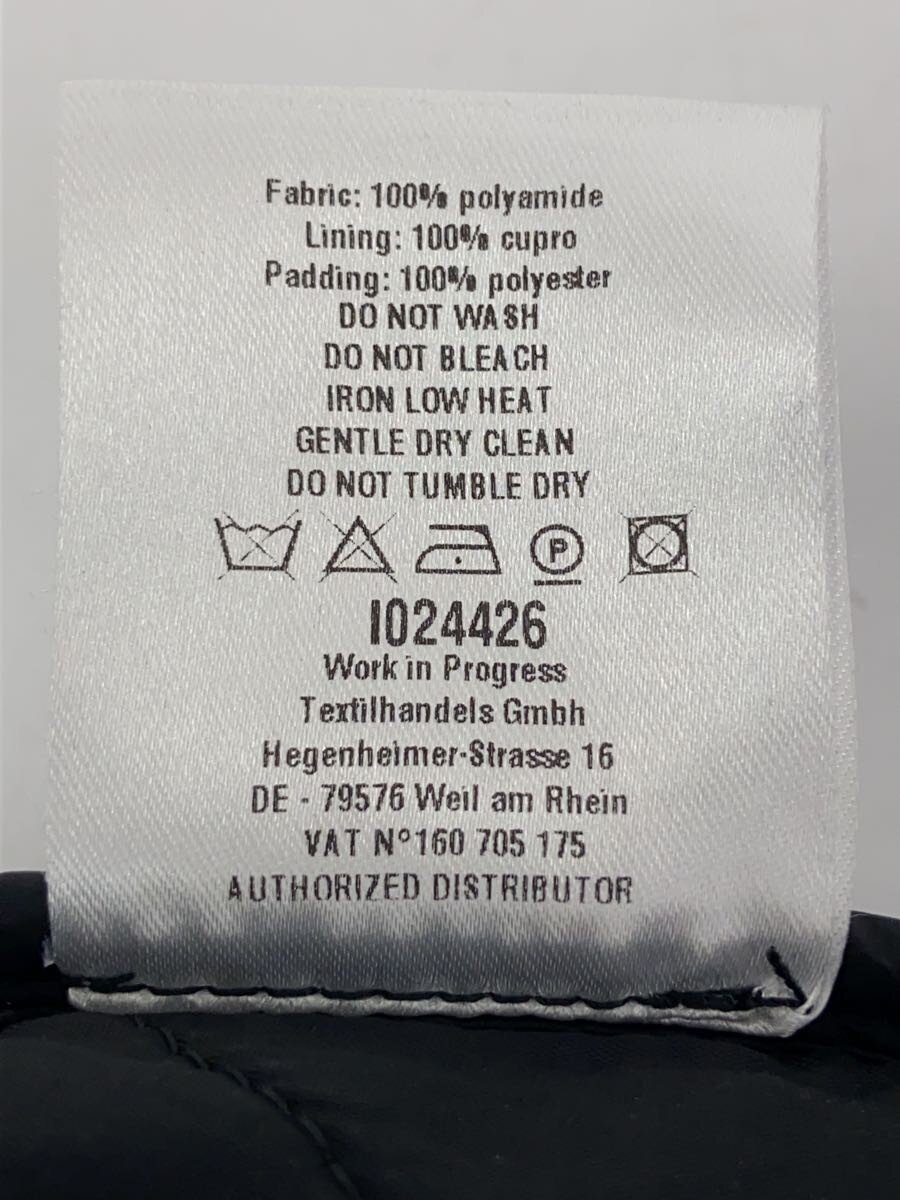 Fabric: 100% polyamide
Lining: 100% cupro
Padding: 100% polyester
DO NOT WASH
DO NOT BLEACH
IRON LOW HEAT
GENTLE DRY CLEAN
DO NOT TUMBLE DRY
P
I024426
Work in Progress
Textilhandels Gmbh
Hegenheimer-Strasse 16
DE - 79576 Weil am Rhein
VAT N°160 705 175
AUTHORIZED DISTRIBUTOR